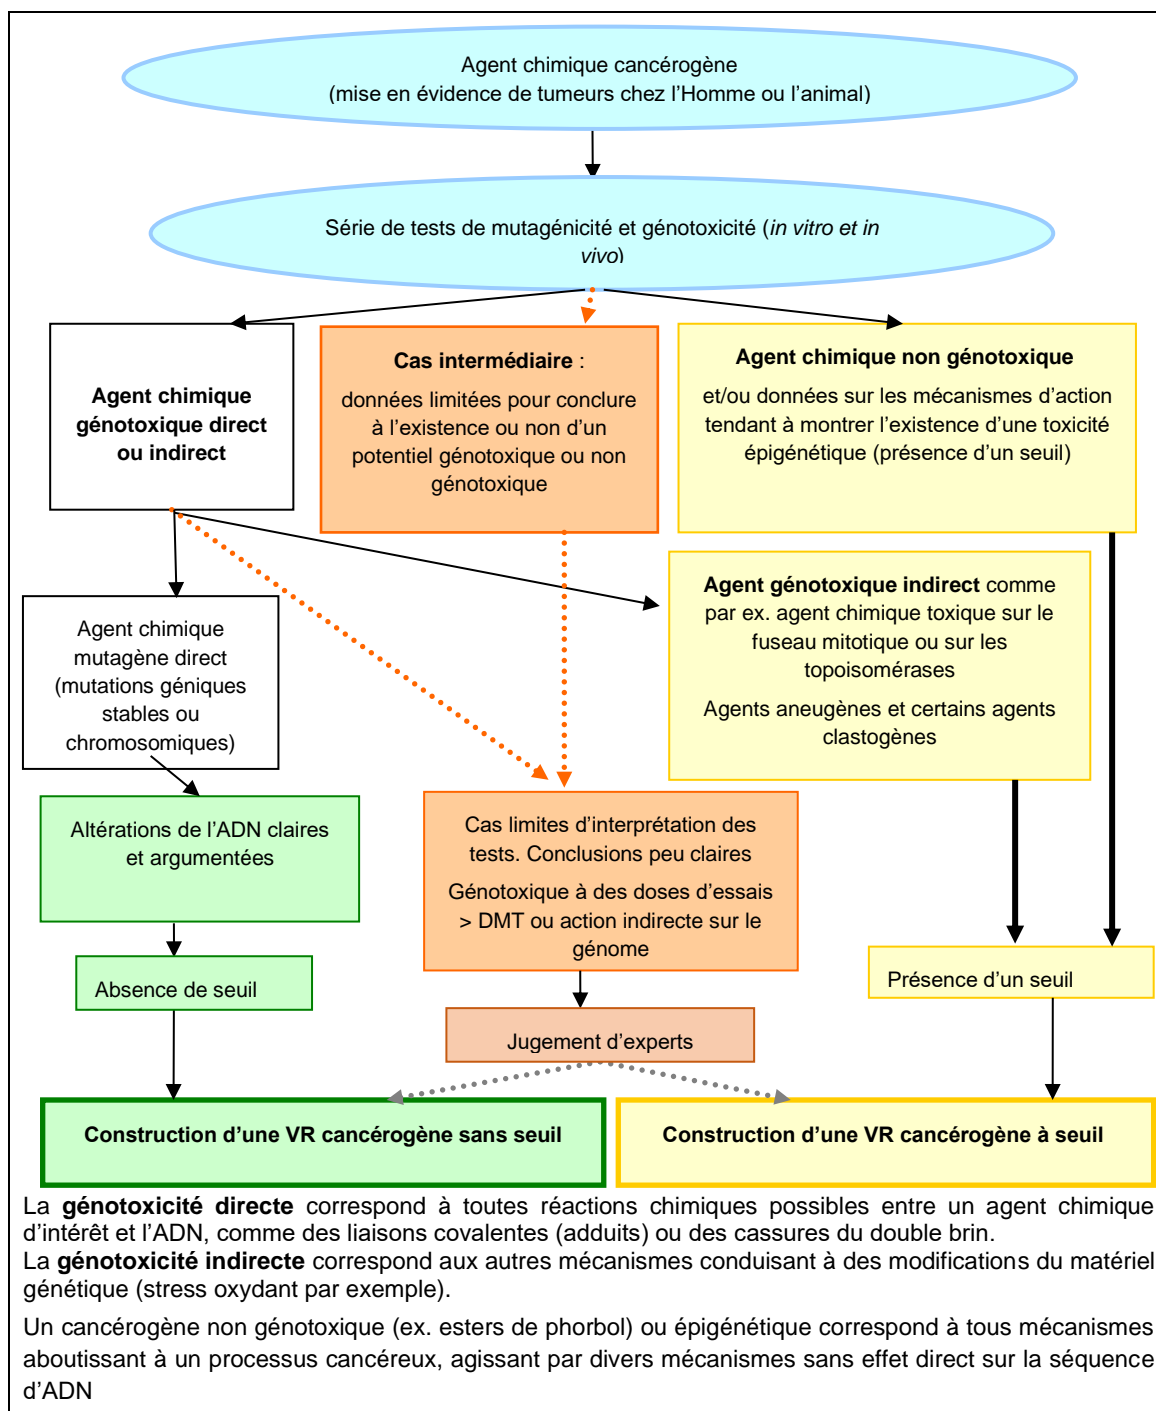 Agent chimique cancérogène
(mise en évidence de tumeurs chez l’Homme ou l’animal)
Série de tests de mutagénicité et génotoxicité (in vitro et in
vivo)
Agent chimique
génotoxique direct
ou indirect
Cas intermédiaire :
données limitées pour conclure
à l’existence ou non d’un
potentiel génotoxique ou non
génotoxique
Agent chimique non génotoxique
et/ou données sur les mécanismes d’action
tendant à montrer l’existence d’une toxicité
épigénétique (présence d’un seuil)
Agent génotoxique indirect comme
par ex. agent chimique toxique sur le
fuseau mitotique ou sur les
topoisomérases
Agents aneugènes et certains agents
clastogènes
Agent chimique
mutagène direct
(mutations géniques
stables ou
chromosomiques)
Altérations de l’ADN claires
et argumentées
Cas limites d’interprétation des
tests. Conclusions peu claires
Génotoxique à des doses d’essais
> DMT ou action indirecte sur le
génome
Absence de seuil
Présence d’un seuil
Jugement d’experts
Construction d’une VR cancérogène sans seuil
Construction d’une VR cancérogène à seuil
La génotoxicité directe correspond à toutes réactions chimiques possibles entre un agent chimique
d’intérêt et l’ADN, comme des liaisons covalentes (adduits) ou des cassures du double brin.
La génotoxicité indirecte correspond aux autres mécanismes conduisant à des modifications du matériel
génétique (stress oxydant par exemple).
Un cancérogène non génotoxique (ex. esters de phorbol) ou épigénétique correspond à tous mécanismes
aboutissant à un processus cancéreux, agissant par divers mécanismes sans effet direct sur la séquence
d’ADN